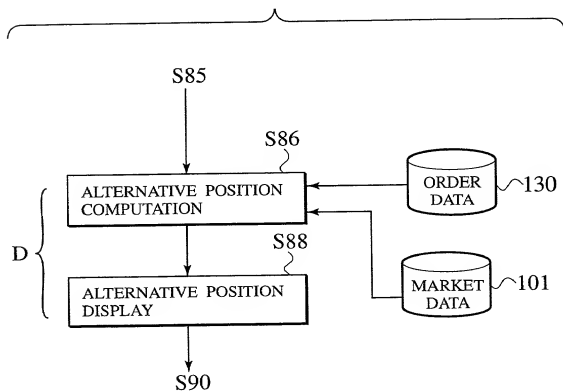 S85
S86
ALTERNATIVE POSITION
COMPUTATION
ORDER
DATA
130
D
S88
ALTERNATIVE POSITION
DISPLAY
MARKET
DATA
101
S90